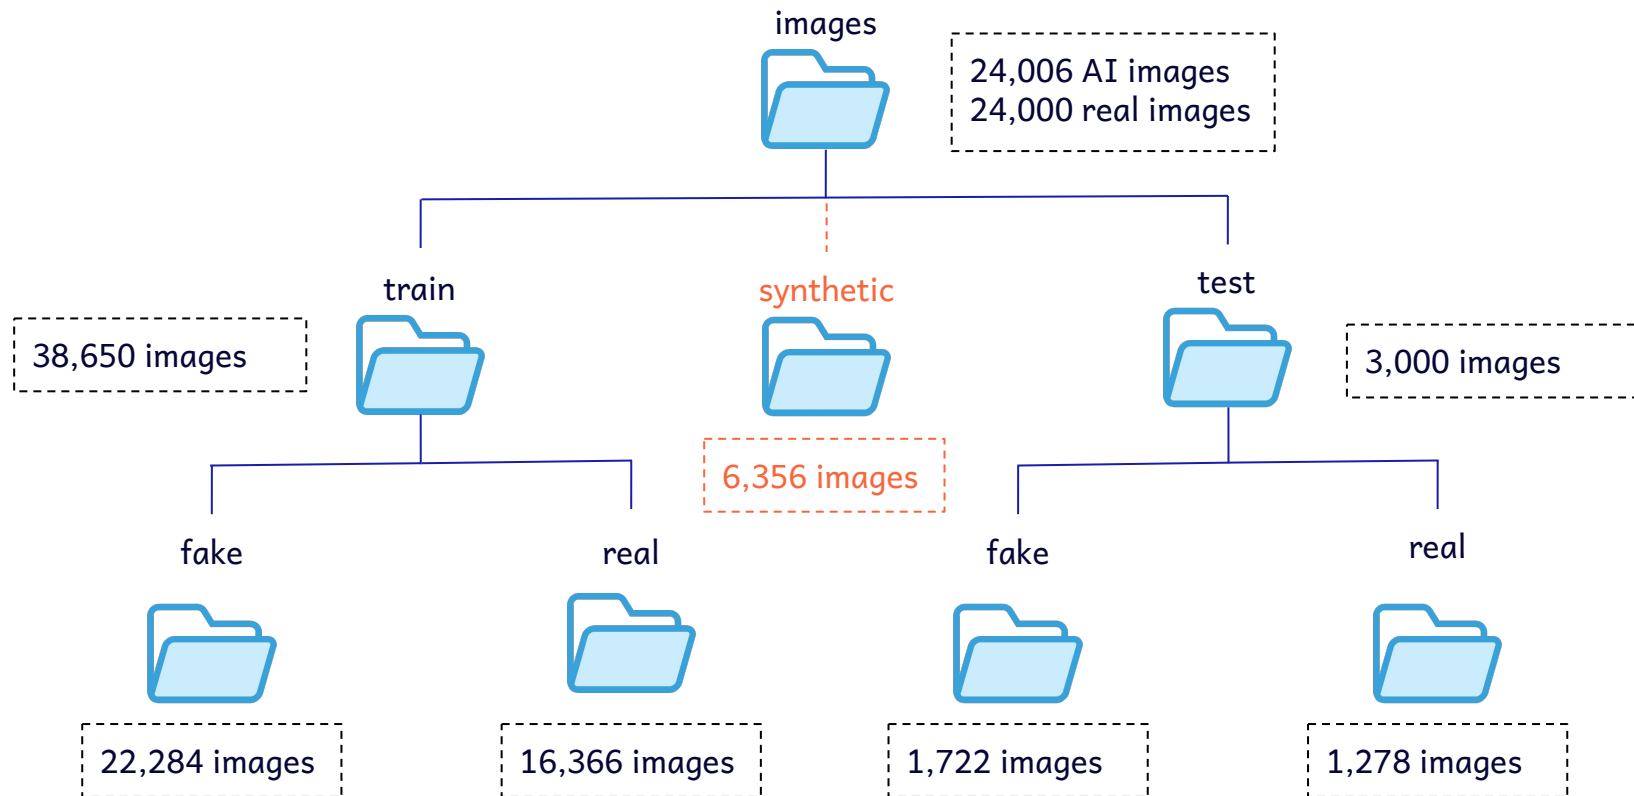 images
24,006 AI images
24,000 real images
train
synthetic
test
38,650 images
3,000 images
6,356 images
fake
real
fake
real
22,284 images
16,366 images
1,722 images
1,278 images